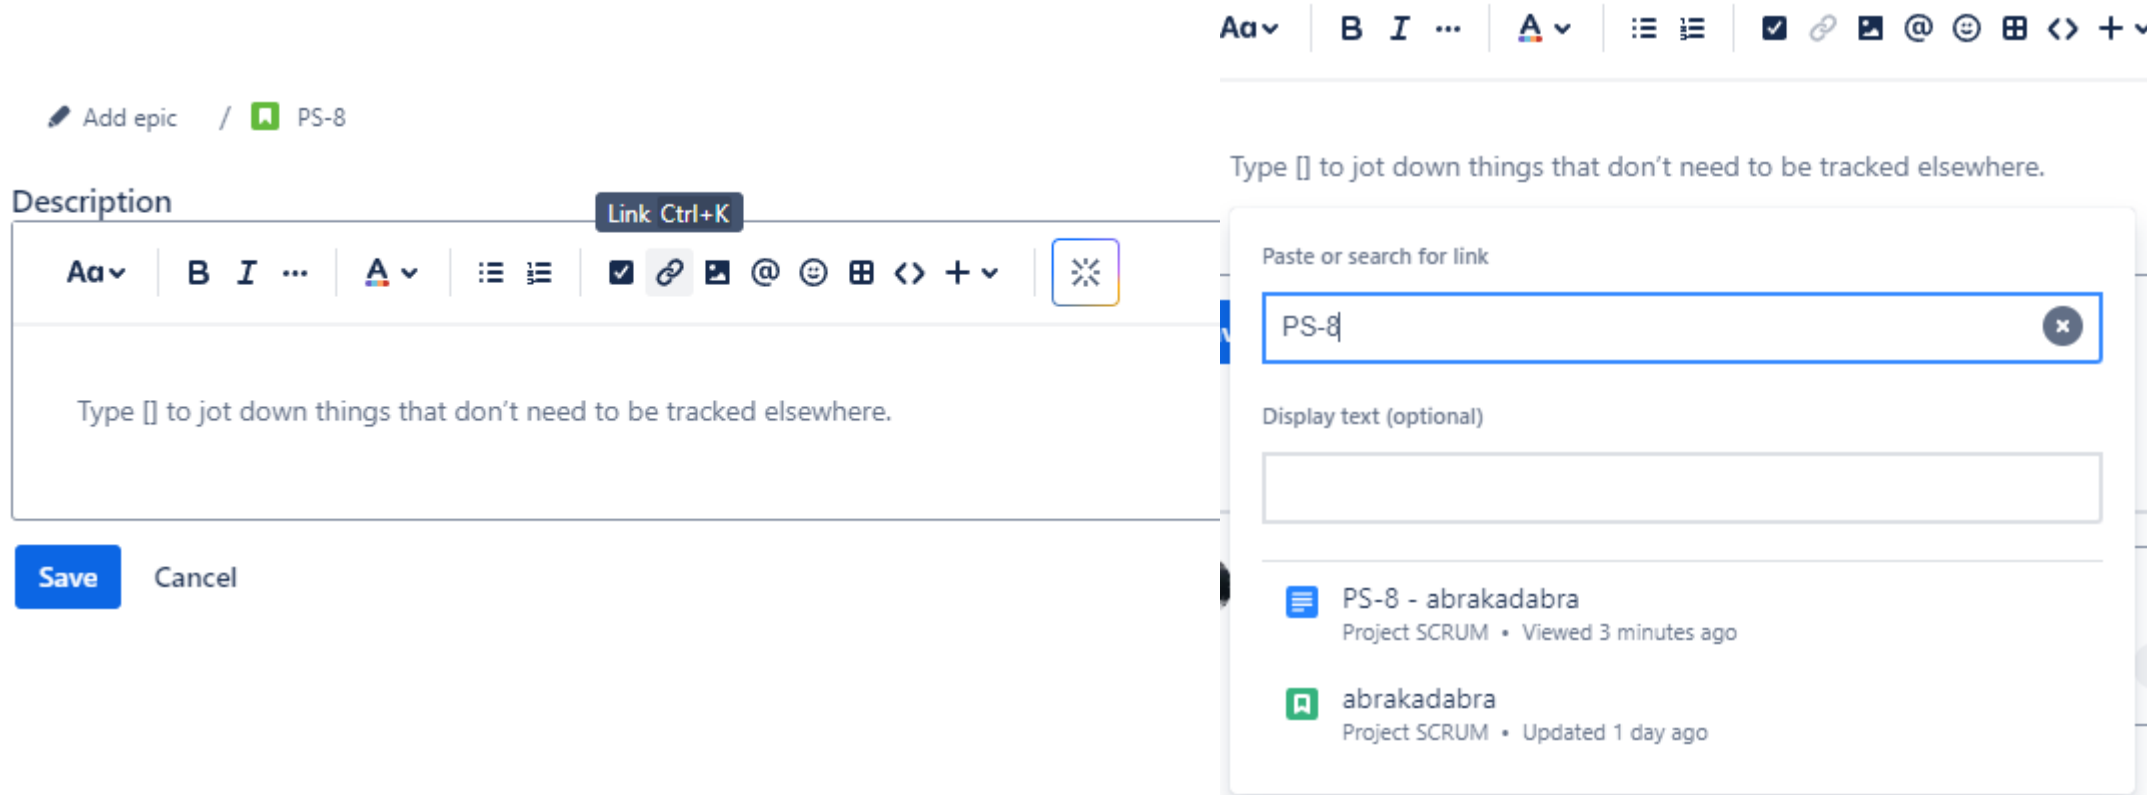 Add epic / PS-8
Description
Link Ctrl+K
Aa B I ... A @ <> +
Type [] to jot down things that don't need to be tracked elsewhere.
Save Cancel
Aa B I ... A @ <> +
Type [] to jot down things that don't need to be tracked elsewhere.
Paste or search for link
PS-8
Display text (optional)
PS-8 - abrakadabra
Project SCRUM • Viewed 3 minutes ago
abrakadabra
Project SCRUM • Updated 1 day ago